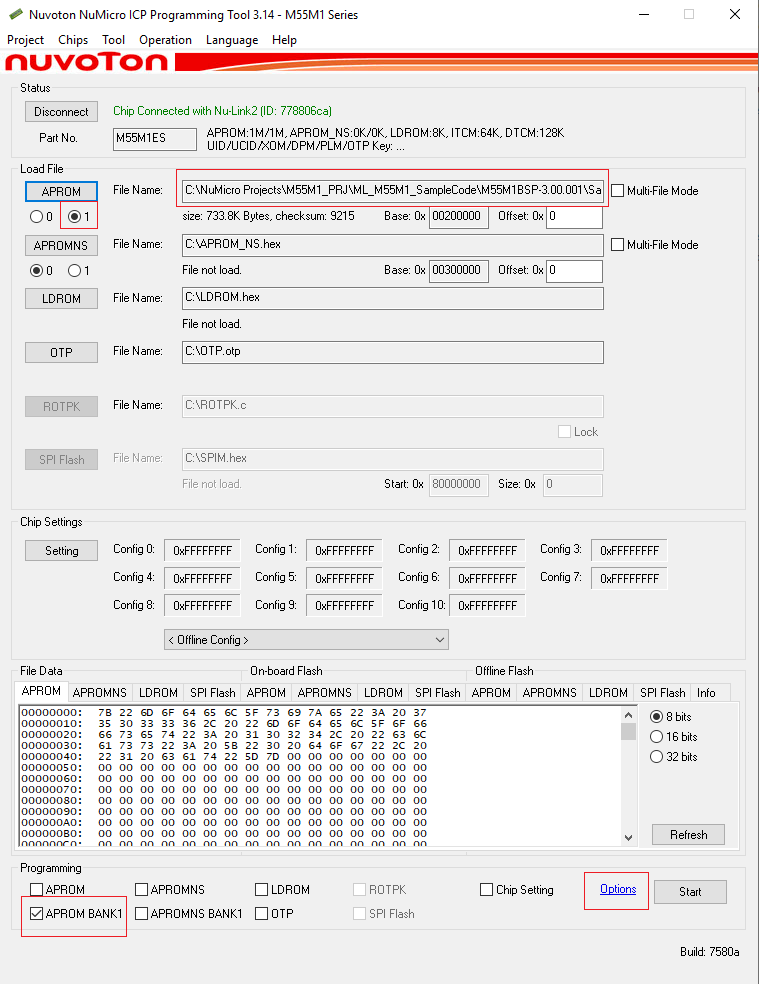 Nuvoton NuMicro ICP Programming Tool 3.14 - M55M1 Series
Project Chips Tool Operation Language Help
nuvoTon
Status
Disconnect Chip Connected with Nu-Link2 (ID: 778806ca)
Part No. M55M1ES APROM:1M/1M, APROM_NS:0K/0K, LDROM:8K, ITCM:64K, DTCM:128K
UID/UCID/XOM/DPM/PLM/OTP Key: ...
Load File
APROM File Name: C:\NuMicro Projects\M55M1_PRJ\ML_M55M1_SampleCode\M55M1BSP-3.00.001\Sa Multi-File Mode
0 1 size: 733.8K Bytes, checksum: 9215 Base: 0x 00200000 Offset: 0x 0
APROMNS File Name: C:\APROM_NS.hex Multi-File Mode
0 1 File not load. Base: 0x 00300000 Offset: 0x 0
LDROM File Name: C:\LDROM.hex
File not load.
OTP File Name: C:\OTP.otp
ROTPK File Name: C:\ROTPK.c
Lock
SPI Flash File Name: C:\SPIM.hex
File not load. Start: 0x 80000000 Size: 0x 0
Chip Settings
Setting Config 0: 0xFFFFFFFF Config 1: 0xFFFFFFFF Config 2: 0xFFFFFFFF Config 3: 0xFFFFFFFF
Config 4: 0xFFFFFFFF Config 5: 0xFFFFFFFF Config 6: 0xFFFFFFFF Config 7: 0xFFFFFFFF
Config 8: 0xFFFFFFFF Config 9: 0xFFFFFFFF Config 10: 0xFFFFFFFF
< Offline Config >
File Data On-board Flash Offline Flash
APROM APROMNS LDROM SPI Flash APROM APROMNS LDROM SPI Flash APROM APROMNS LDROM SPI Flash Info
00000000: 7B 22 6D 6F 64 65 6C 5F 73 69 7A 65 22 3A 20 37
00000010: 35 30 33 33 36 2C 20 22 6D 6F 64 65 6C 5F 6F 66
00000020: 66 73 65 74 22 3A 20 31 30 32 34 2C 20 22 63 6C
00000030: 61 73 73 22 3A 20 5B 22 30 20 64 6F 67 22 2C 20
00000040: 22 31 20 63 61 74 22 5D 7D 00 00 00 00 00 00 00
00000050: 00 00 00 00 00 00 00 00 00 00 00 00 00 00 00 00
00000060: 00 00 00 00 00 00 00 00 00 00 00 00 00 00 00 00
00000070: 00 00 00 00 00 00 00 00 00 00 00 00 00 00 00 00
00000080: 00 00 00 00 00 00 00 00 00 00 00 00 00 00 00 00
00000090: 00 00 00 00 00 00 00 00 00 00 00 00 00 00 00 00
000000A0: 00 00 00 00 00 00 00 00 00 00 00 00 00 00 00 00
000000B0: 00 00 00 00 00 00 00 00 00 00 00 00 00 00 00 00
000000C0: 00 00 00 00 00 00 00 00 00 00 00 00 00 00 00 00
8 bits
16 bits
32 bits
Refresh
Programming
APROM APROMNS LDROM ROTPK Chip Setting Options Start
APROM BANK1 APROMNS BANK1 OTP SPI Flash
Build: 7580a